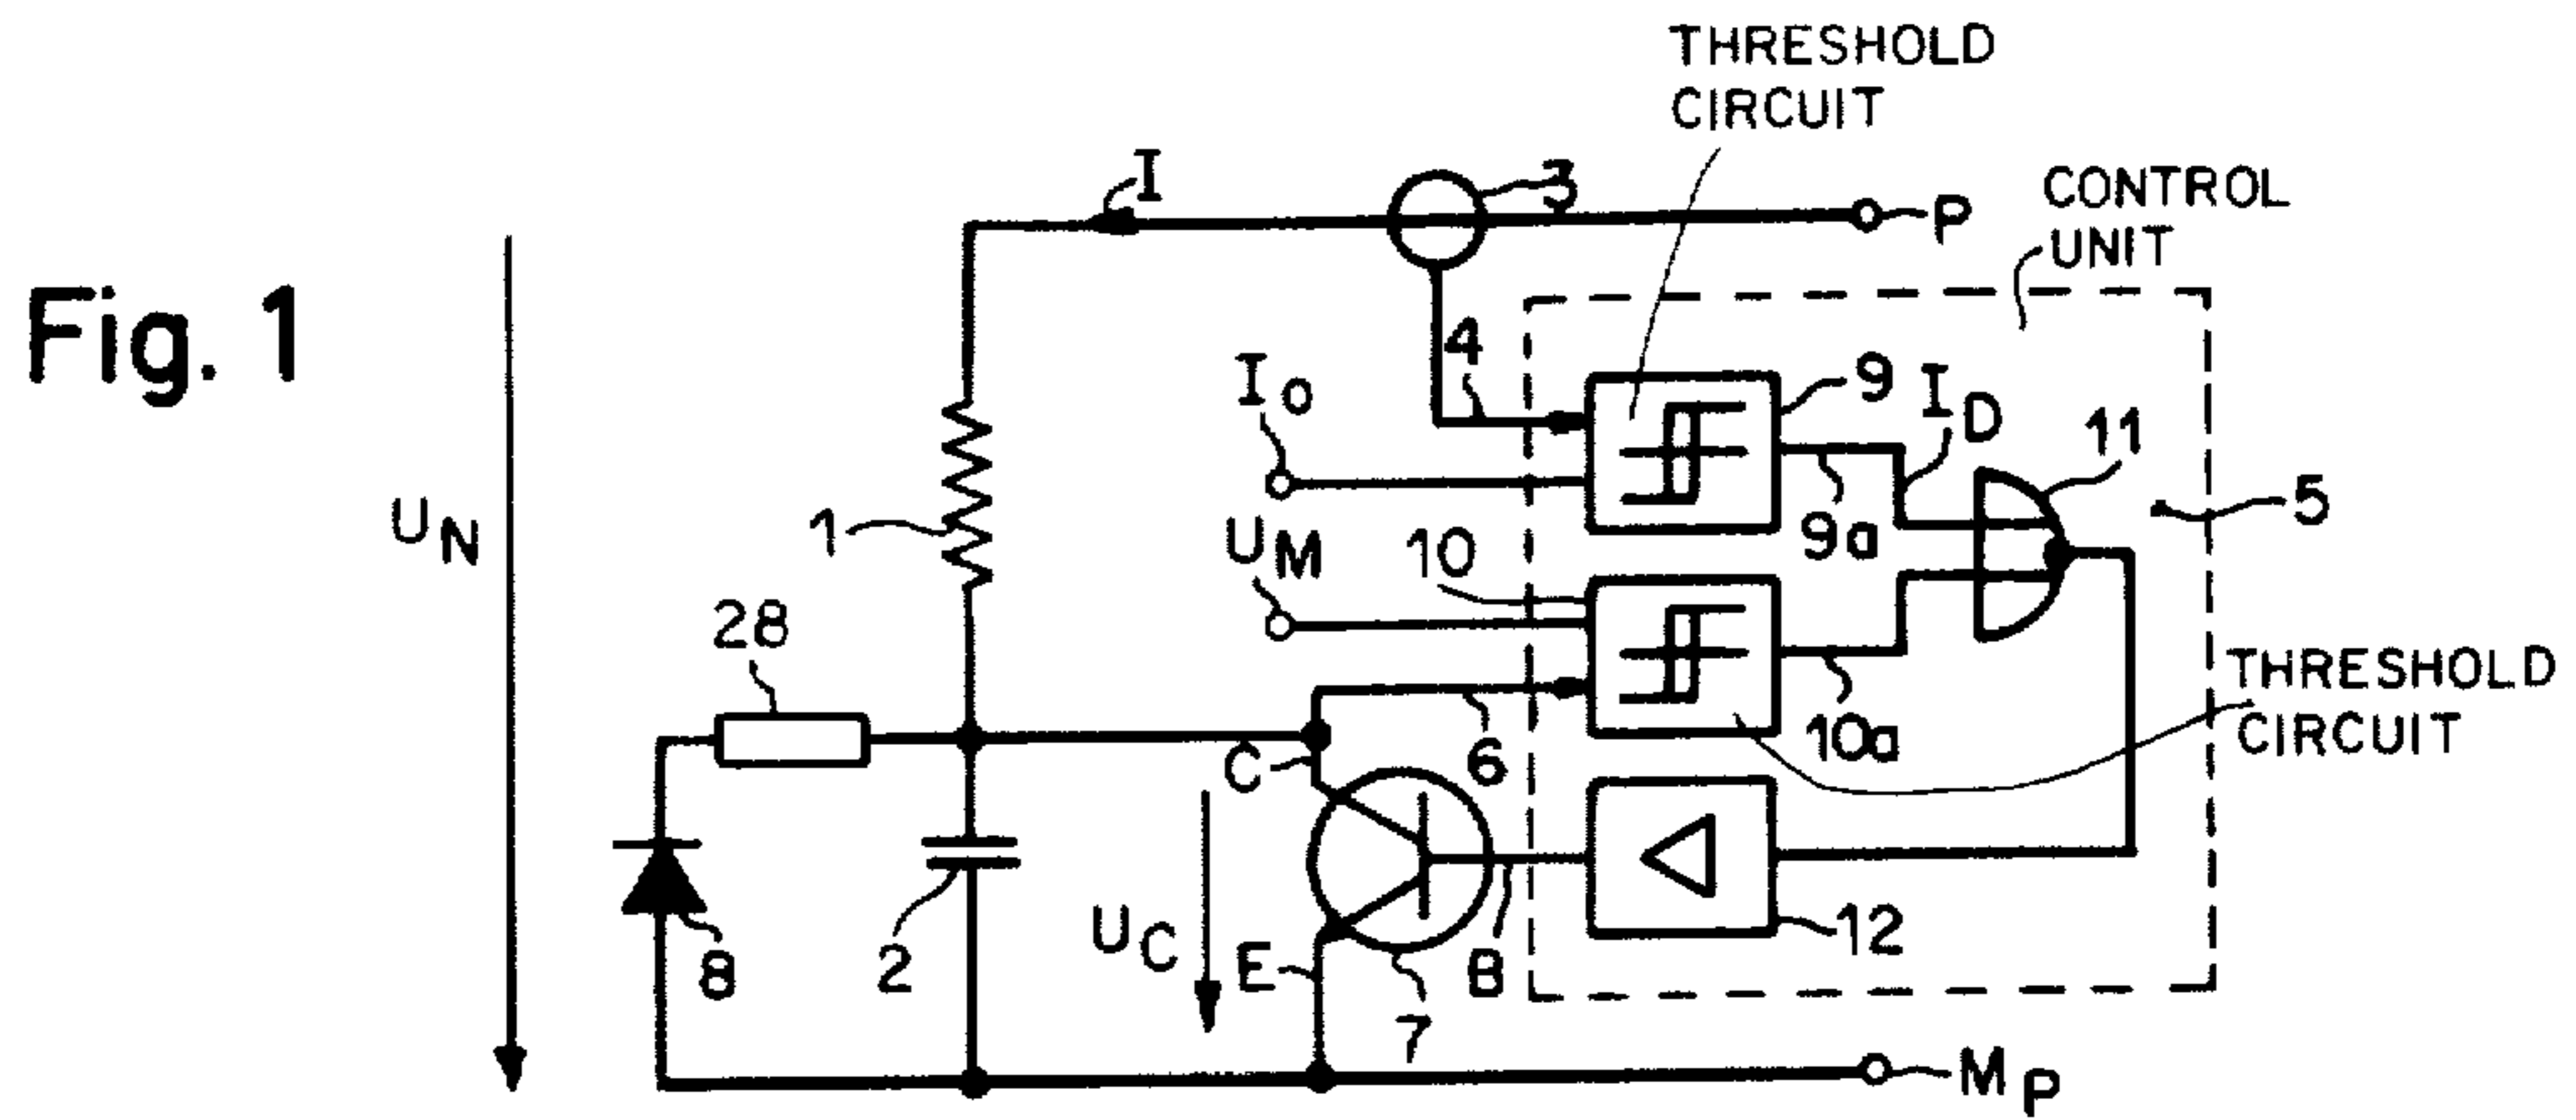 THRESHOLD
CIRCUIT
I
3
P
CONTROL
UNIT
Fig. 1
4
I0
9
ID
11
UN
1
UM
10
9a
5
28
THRESHOLD
CIRCUIT
C
6
10a
UC
8
2
E
7
B
12
MP